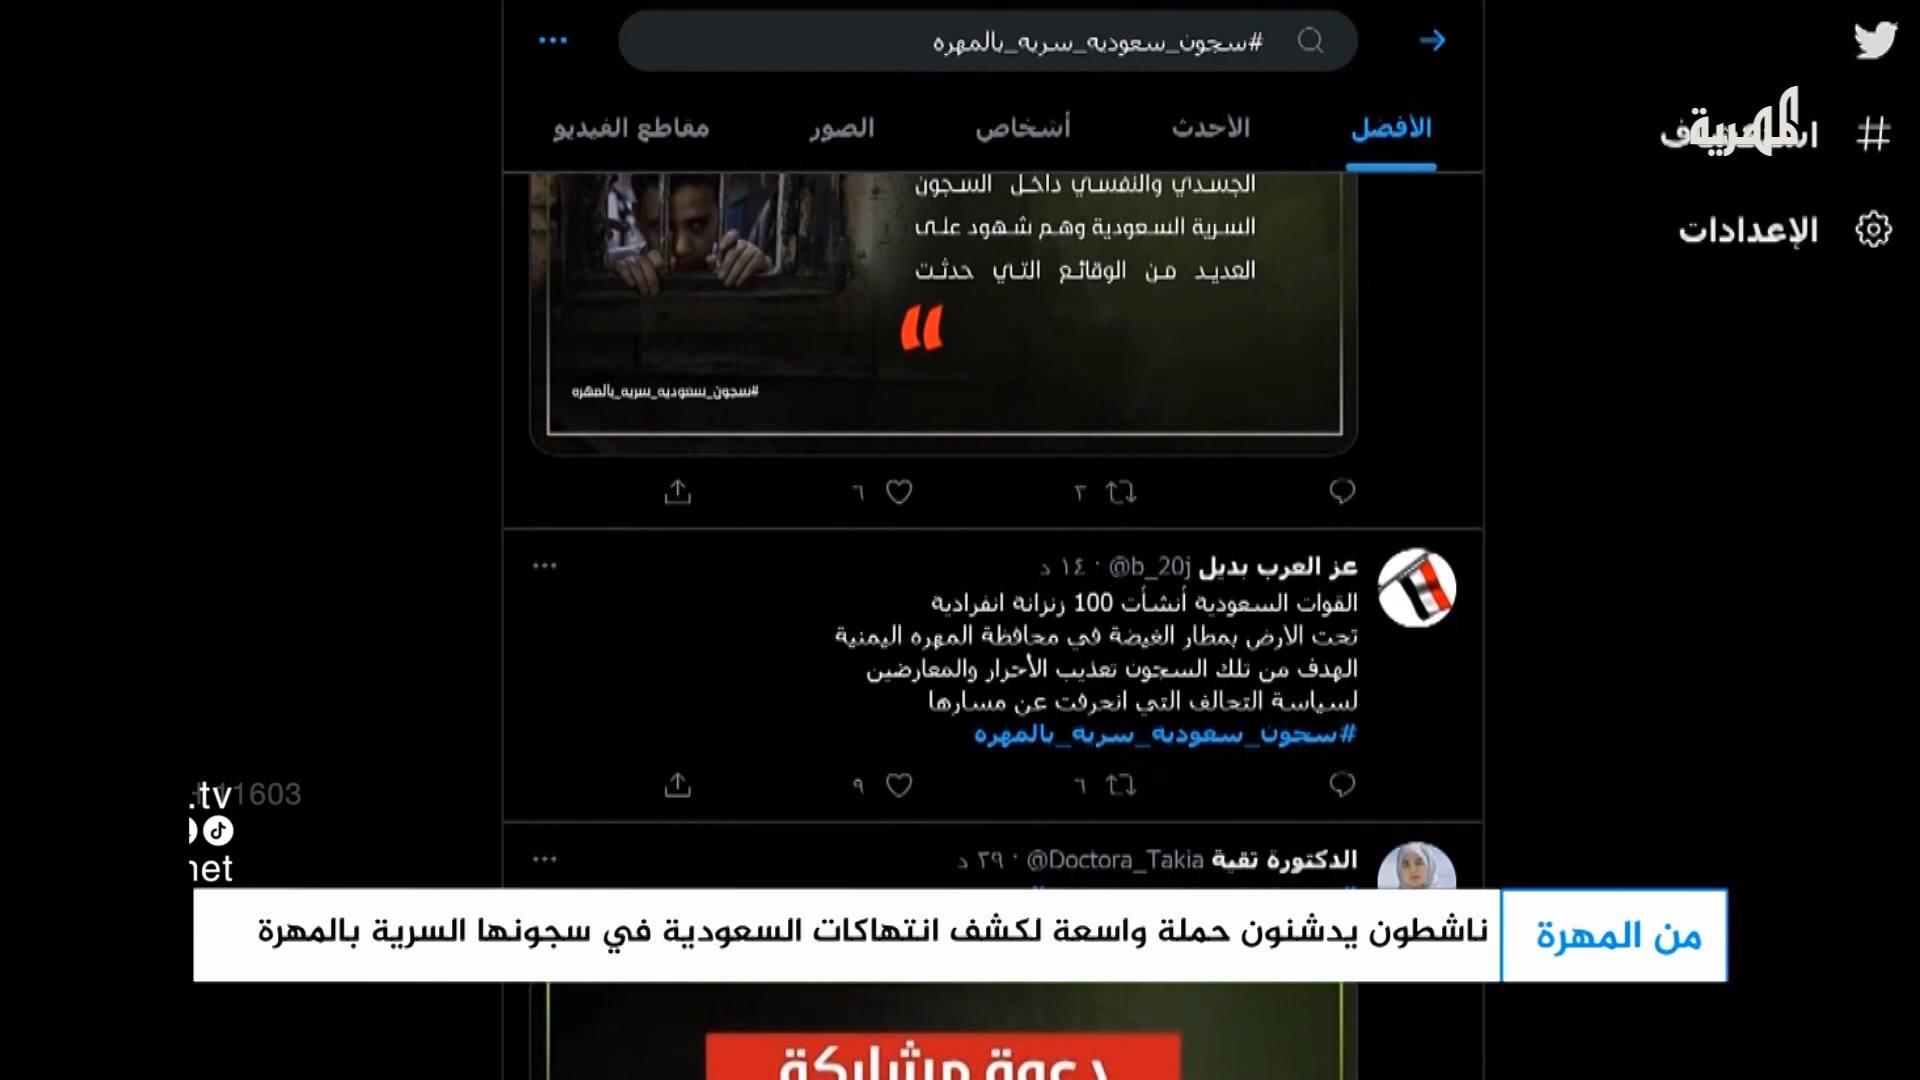 #سجون_سعوديه_سريه_بالمهره
الأفضل
الأحدث
أشخاص
الصور
مقاطع الفيديو
المهرية
الإعدادات
الجسدي والنفسي داخل السجون
السرية السعودية وهم شهود على
العديد من الوقائع التي حدثت
#سجون_سعوديه_سريه_بالمهره
٣
٦
عز العرب بديل @b_20j · ١٤ د
القوات السعودية أنشأت 100 زنزانة انفرادية
تحت الارض بمطار الغيضة في محافظة المهره اليمنية
الهدف من تلك السجون تعذيب الأحرار والمعارضين
لسياسة التحالف التي انحرفت عن مسارها
#سجون_سعوديه_سريه_بالمهره
٦
٩
.tv
11603
net
الدكتورة تقية @Doctora_Takia · ٣٩ د
من المهرة
ناشطون يدشنون حملة واسعة لكشف انتهاكات السعودية في سجونها السرية بالمهرة
دعوة مشاركة